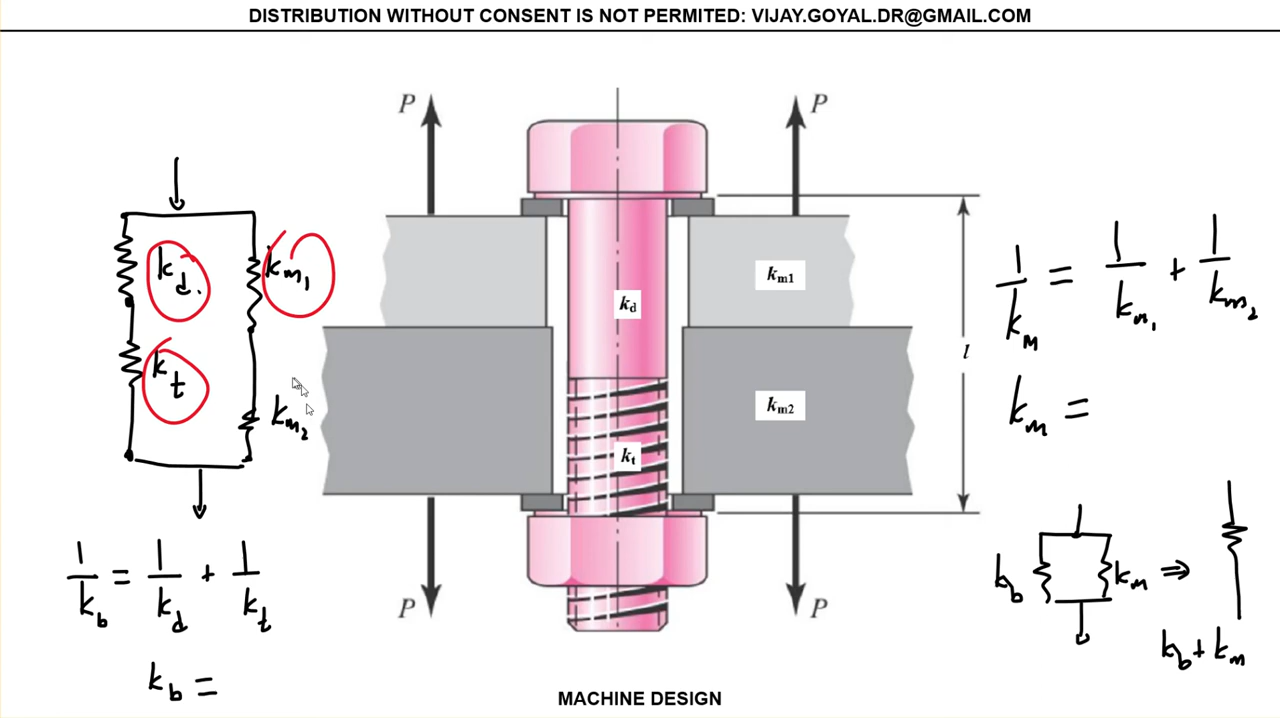 DISTRIBUTION WITHOUT CONSENT IS NOT PERMITED: VIJAY.GOYAL.DR@GMAIL.COM
P P
k_d.
k_m1
k_t
k_m2
1/k_b = 1/k_d + 1/k_t
k_b =
k_m1
k_d
k_m2
k_t
l
P P
1/k_m = 1/k_m1 + 1/k_m2
k_m =
k_b k_m ⇒
k_b + k_m
MACHINE DESIGN